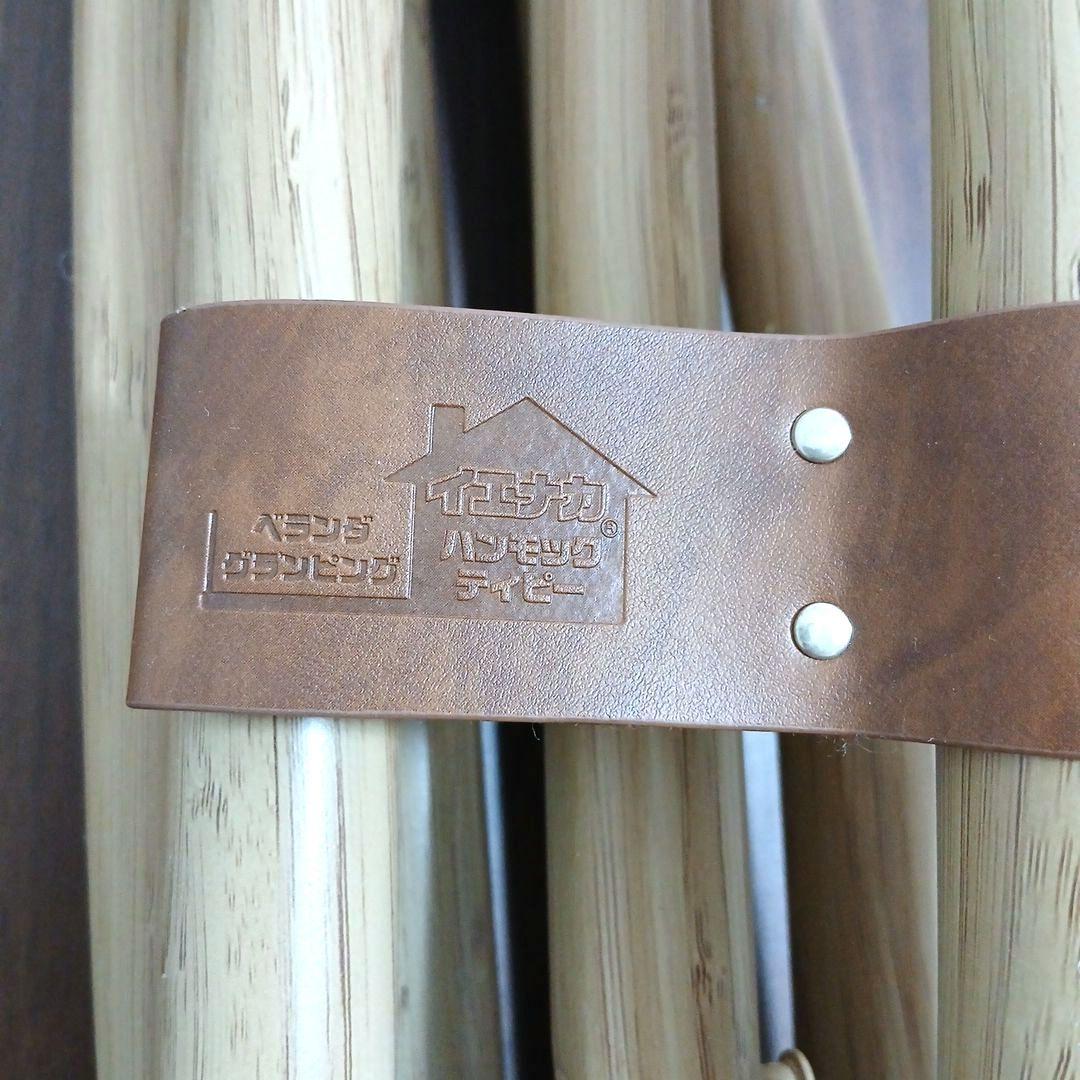 ベランダ
グランピング
イエナカ®
ハンモック
ティピー